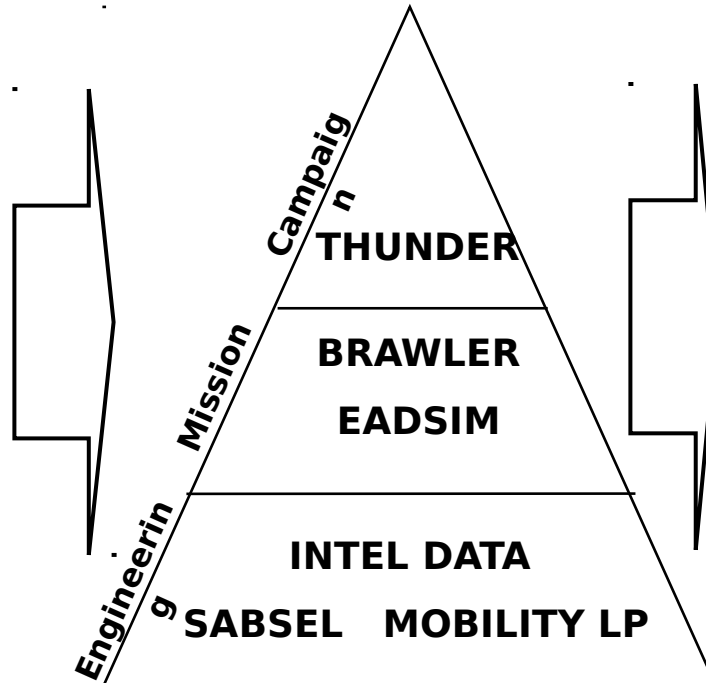 Campaig
n
THUNDER
Mission
BRAWLER
EADSIM
Engineerin
g
INTEL DATA
SABSEL MOBILITY LP